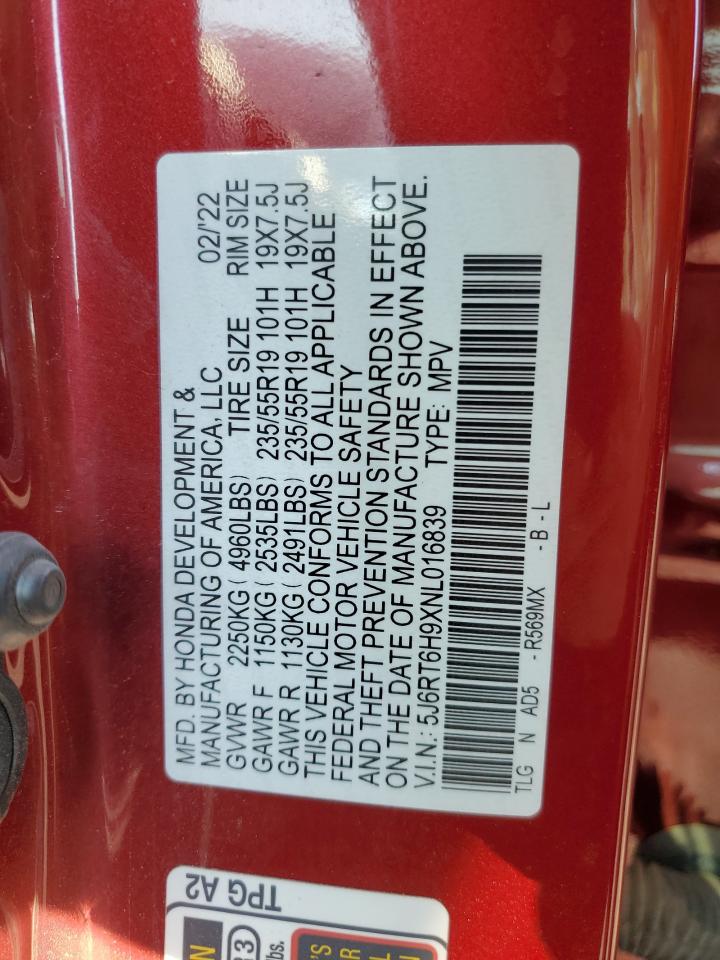 MFD. BY HONDA DEVELOPMENT &
MANUFACTURING OF AMERICA, LLC 02/'22
GVWR 2250KG ( 4960LBS) TIRE SIZE RIM SIZE
GAWR F 1150KG ( 2535LBS) 235/55R19 101H 19X7.5J
GAWR R 1130KG ( 2491LBS) 235/55R19 101H 19X7.5J
THIS VEHICLE CONFORMS TO ALL APPLICABLE
FEDERAL MOTOR VEHICLE SAFETY
AND THEFT PREVENTION STANDARDS IN EFFECT
ON THE DATE OF MANUFACTURE SHOWN ABOVE.
V.I.N.: 5J6RT6H9XNL016839 TYPE: MPV
TLG N AD5 -R569MX -B-L
TPG A2
lbs.